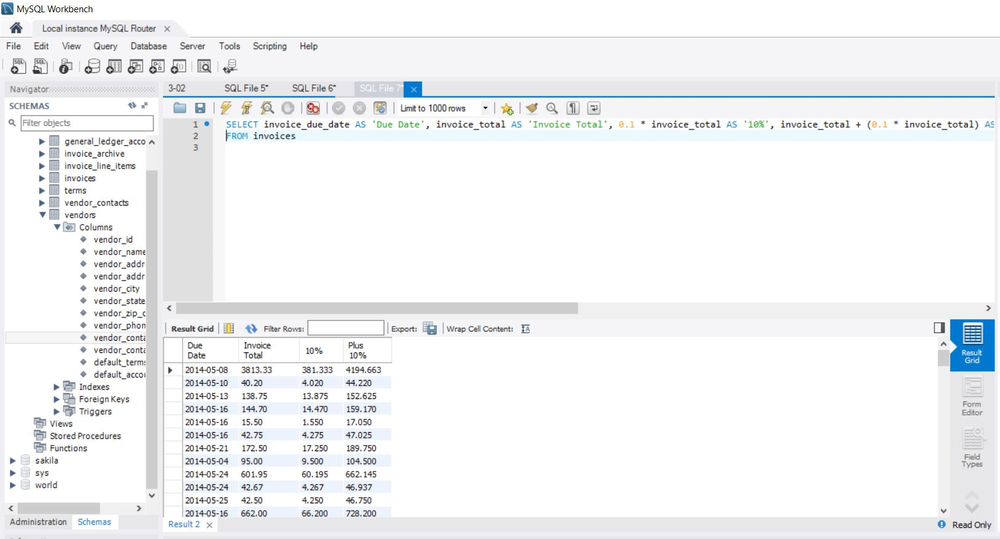 MySQL Workbench
Local instance MySQL Router
File Edit View Query Database Server Tools Scripting Help
Navigator
3-02 SQL File 5* SQL File 6* SQL File 7*
SCHEMAS
Limit to 1000 rows
Filter objects
1 SELECT invoice_due_date AS 'Due Date', invoice_total AS 'Invoice Total', 0.1 * invoice_total AS '10%', invoice_total + (0.1 * invoice_total) AS
2 FROM invoices
3
general_ledger_acco
invoice_archive
invoice_line_items
invoices
terms
vendor_contacts
vendors
Columns
vendor_id
vendor_name
vendor_addr
vendor_addr
vendor_city
vendor_state
vendor_zip_c
vendor_phon
vendor_conta
vendor_conta
default_terms
default_accou
Indexes
Foreign Keys
Triggers
Views
Stored Procedures
Functions
sakila
sys
world
Administration Schemas
Result Grid Filter Rows: Export: Wrap Cell Content:
Due Date Invoice Total 10% Plus 10%
2014-05-08 3813.33 381.333 4194.663
2014-05-10 40.20 4.020 44.220
2014-05-13 138.75 13.875 152.625
2014-05-16 144.70 14.470 159.170
2014-05-16 15.50 1.550 17.050
2014-05-16 42.75 4.275 47.025
2014-05-21 172.50 17.250 189.750
2014-05-04 95.00 9.500 104.500
2014-05-24 601.95 60.195 662.145
2014-05-24 42.67 4.267 46.937
2014-05-25 42.50 4.250 46.750
2014-05-16 662.00 66.200 728.200
Result Grid
Form Editor
Field Types
Result 2
Read Only